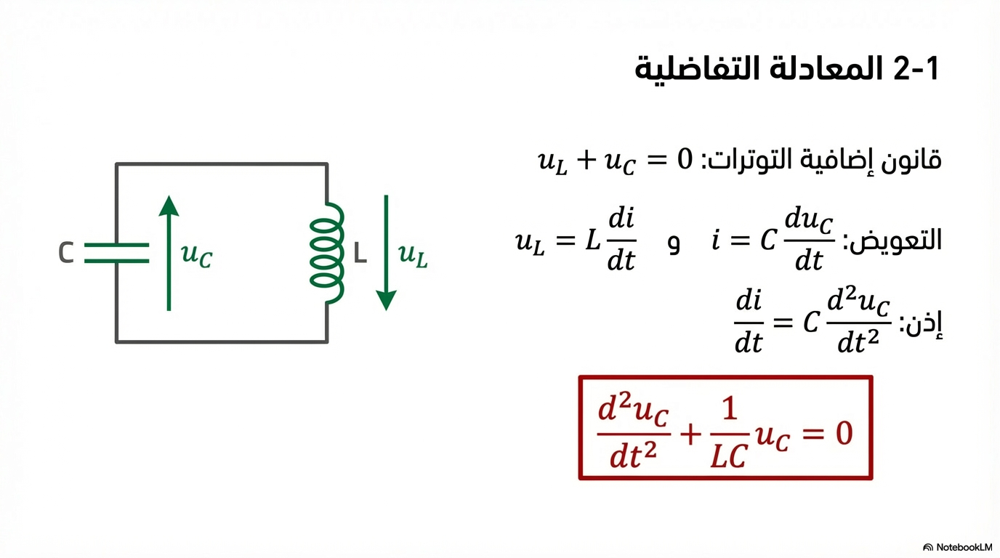 2-1 المعادلة التفاضلية
قانون إضافية التوترات: $u_L + u_C = 0$
التعويض: $i = C\frac{du_C}{dt}$ و $u_L = L\frac{di}{dt}$
إذن: $\frac{di}{dt} = C\frac{d^2u_C}{dt^2}$
$\frac{d^2u_C}{dt^2} + \frac{1}{LC}u_C = 0$
C
$u_C$
L
$u_L$
NotebookLM